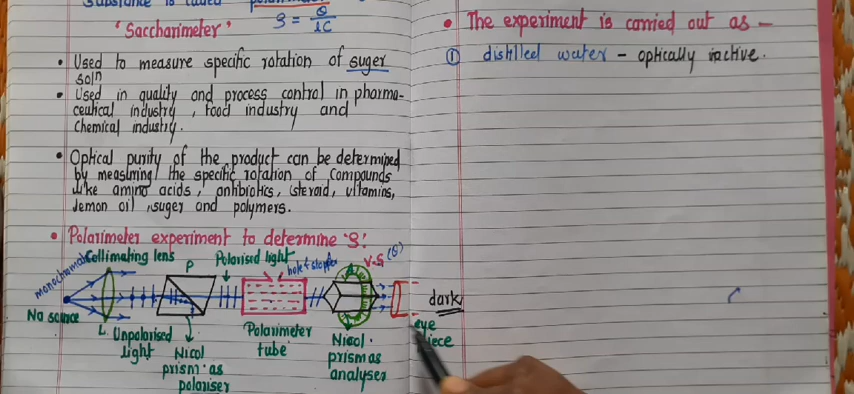 substance is called
'Saccharimeter'
S = θ / lC
• Used to measure specific rotation of suger
soln
• Used in quality and process control in pharma-
ceutical industry, food industry and
chemical industry.
• Optical purity of the product can be determined
by measuring the specific rotation of compounds
like amino acids, antibiotics, steroid, vitamins,
lemon oil, suger and polymers.
• Polarimeter experiment to determine 'S'.
monochromatic
Collimating lens
P
Polarised light
hole & stopper
A
V.S. (θ)
Na source
L
Unpolarised
light
Nicol
prism as
polariser
Polarimeter
tube
Nicol
prism as
analyser
dark
eye
piece
• The experiment is carried out as -
① distilled water - optically inactive.